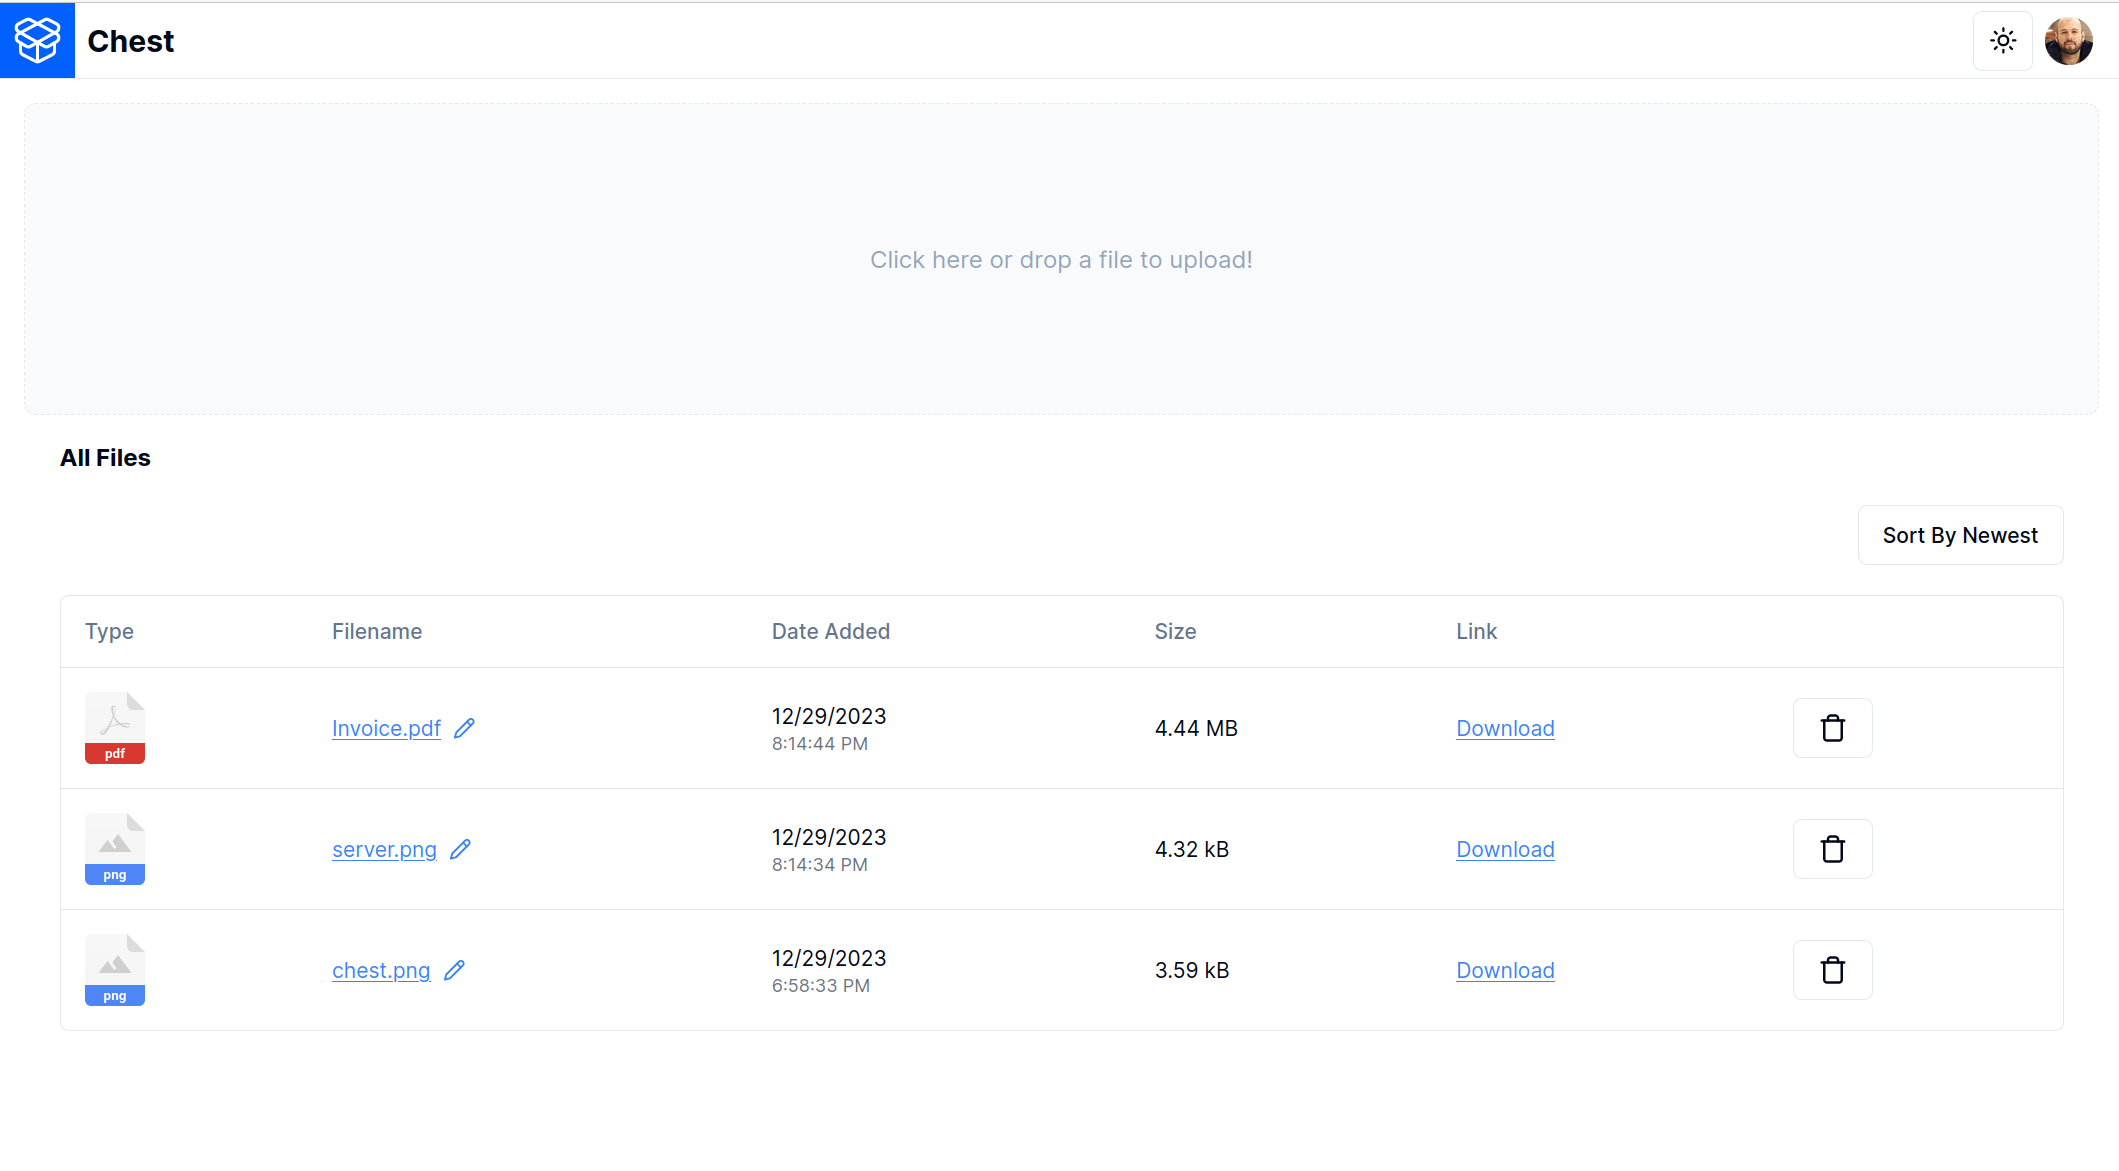 Chest
Click here or drop a file to upload!
All Files
Sort By Newest
Type Filename Date Added Size Link
pdf Invoice.pdf 12/29/2023 8:14:44 PM 4.44 MB Download
png server.png 12/29/2023 8:14:34 PM 4.32 kB Download
png chest.png 12/29/2023 6:58:33 PM 3.59 kB Download